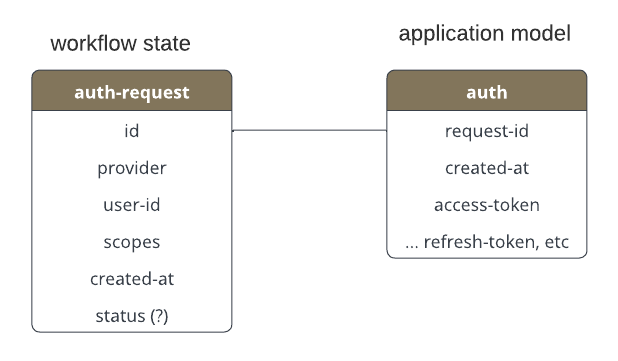 workflow state
auth-request
id
provider
user-id
scopes
created-at
status (?)
application model
auth
request-id
created-at
access-token
... refresh-token, etc